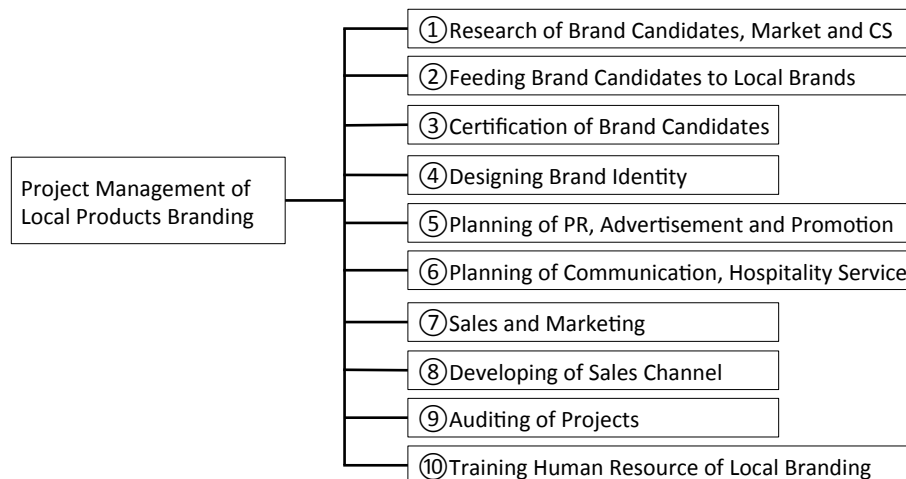 ①Research of Brand Candidates, Market and CS
②Feeding Brand Candidates to Local Brands
③Certification of Brand Candidates
④Designing Brand Identity
Project Management of
Local Products Branding
⑤Planning of PR, Advertisement and Promotion
⑥Planning of Communication, Hospitality Service
⑦Sales and Marketing
⑧Developing of Sales Channel
⑨Auditing of Projects
⑩Training Human Resource of Local Branding